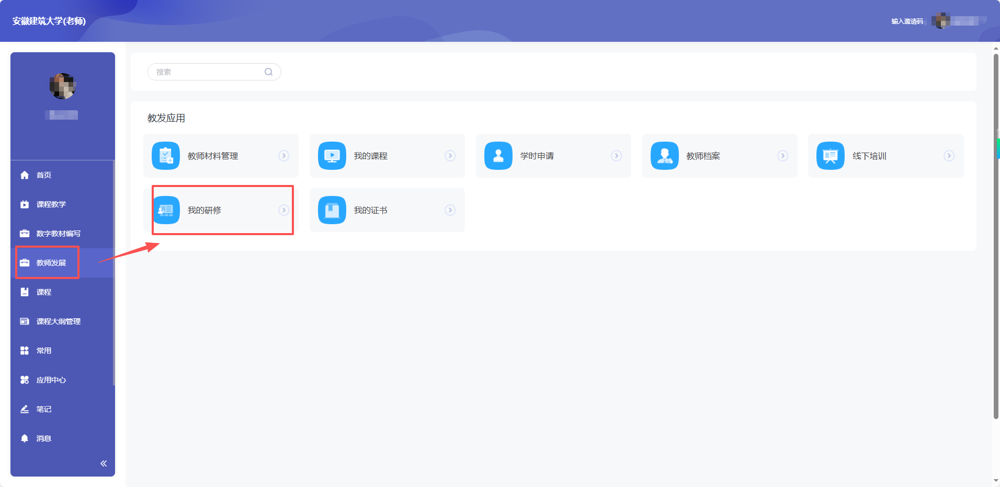 安徽建筑大学(老师)
输入邀请码
搜索
教发应用
教师材料管理
我的课程
学时申请
教师档案
线下培训
我的研修
我的证书
首页
课程教学
数字教材编写
教师发展
课程
课程大纲管理
常用
应用中心
笔记
消息